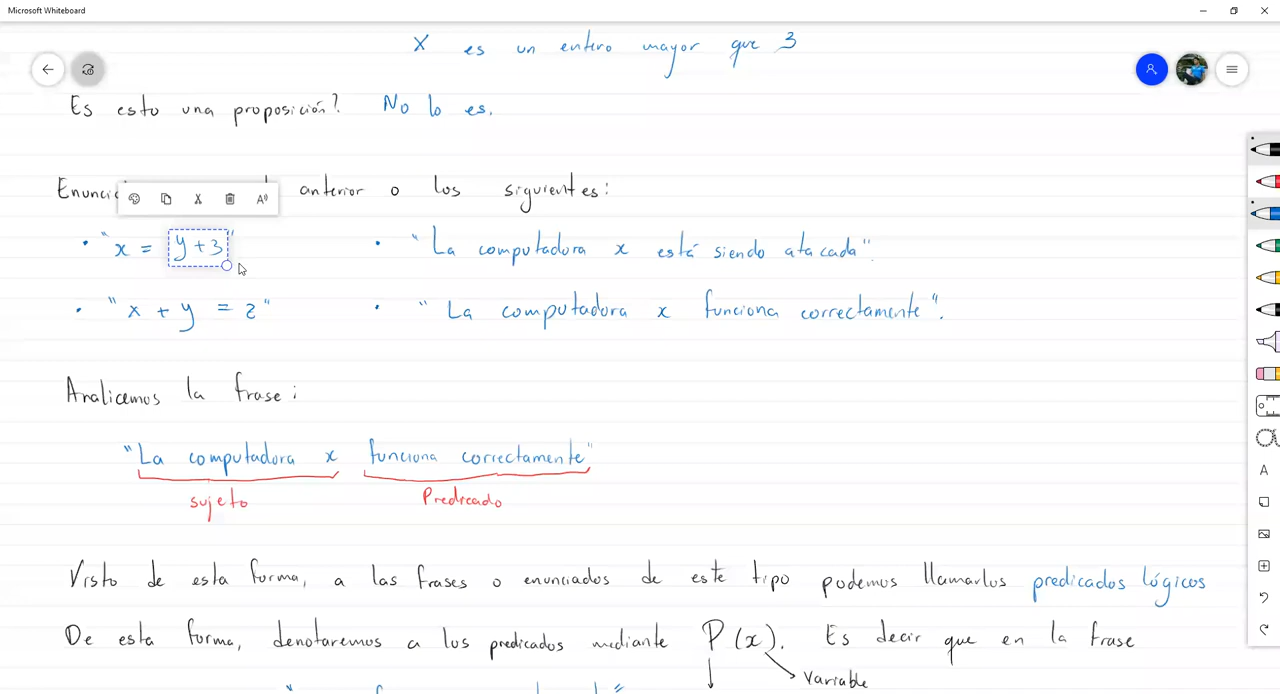 Microsoft Whiteboard
x es un entero mayor que 3
Es esto una proposición? No lo es.
anterior o los siguientes:
• "x = y + 3" • "La computadora x está siendo atacada".
• "x + y = z" • "La computadora x funciona correctamente".
Analicemos la frase:
"La computadora x funciona correctamente"
sujeto Predicado
Visto de esta forma, a las frases o enunciados de este tipo podemos llamarlos predicados lógicos
De esta forma, denotaremos a los predicados mediante P(x). Es decir que en la frase
Variable